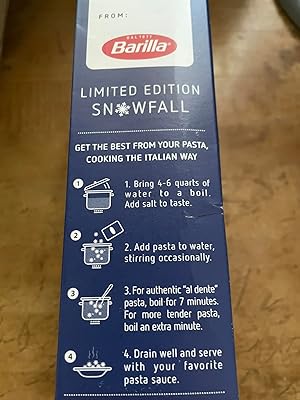 FROM:
DAL 1877
Barilla
LIMITED EDITION
SN❄WFALL
GET THE BEST FROM YOUR PASTA,
COOKING THE ITALIAN WAY
1 1. Bring 4-6 quarts of
water to a boil.
Add salt to taste.
2 2. Add pasta to water,
stirring occasionally.
3 3. For authentic "al dente"
pasta, boil for 7 minutes.
For more tender pasta,
boil an extra minute.
4 4. Drain well and serve
with your favorite
pasta sauce.